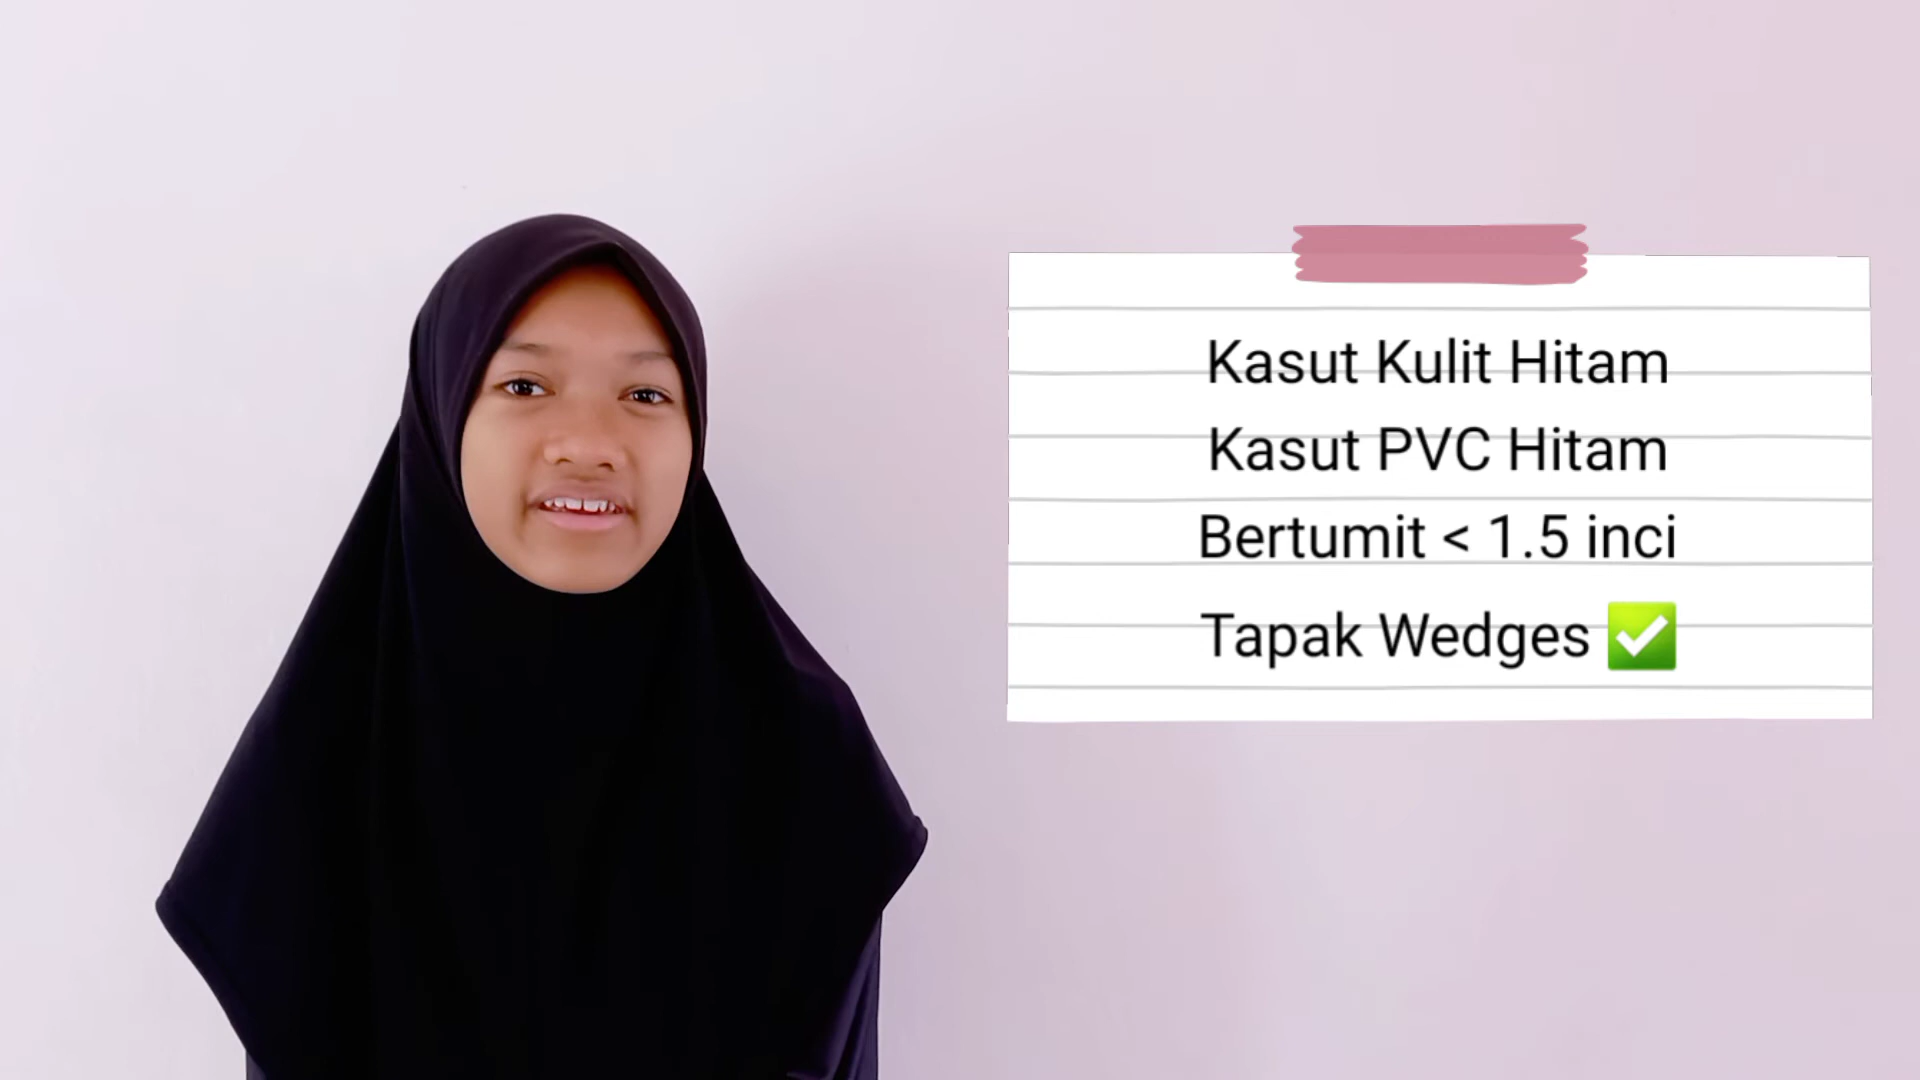 Kasut Kulit Hitam
Kasut PVC Hitam
Bertumit < 1.5 inci
Tapak Wedges ✅